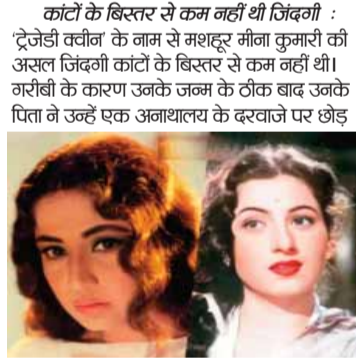 कांटों के बिस्तर से कम नहीं थी जिंदगी :
'ट्रेजेडी क्वीन' के नाम से मशहूर मीना कुमारी की
असल जिंदगी कांटों के बिस्तर से कम नहीं थी।
गरीबी के कारण उनके जन्म के ठीक बाद उनके
पिता ने उन्हें एक अनाथालय के दरवाजे पर छोड़